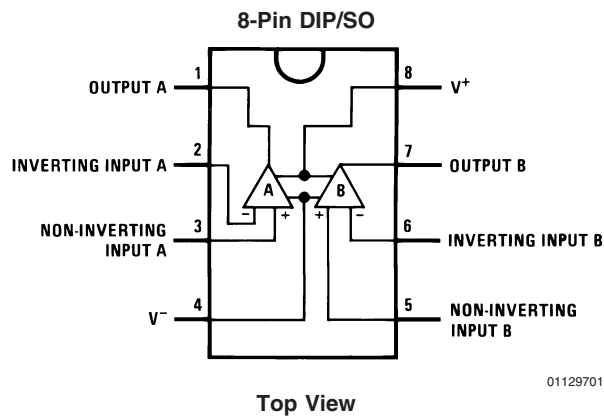 8-Pin DIP/SO
1
OUTPUT A
8
V+
2
INVERTING INPUT A
7
OUTPUT B
A
B
− + + −
3
NON-INVERTING
INPUT A
6
INVERTING INPUT B
4
V−
5
NON-INVERTING
INPUT B
01129701
Top View